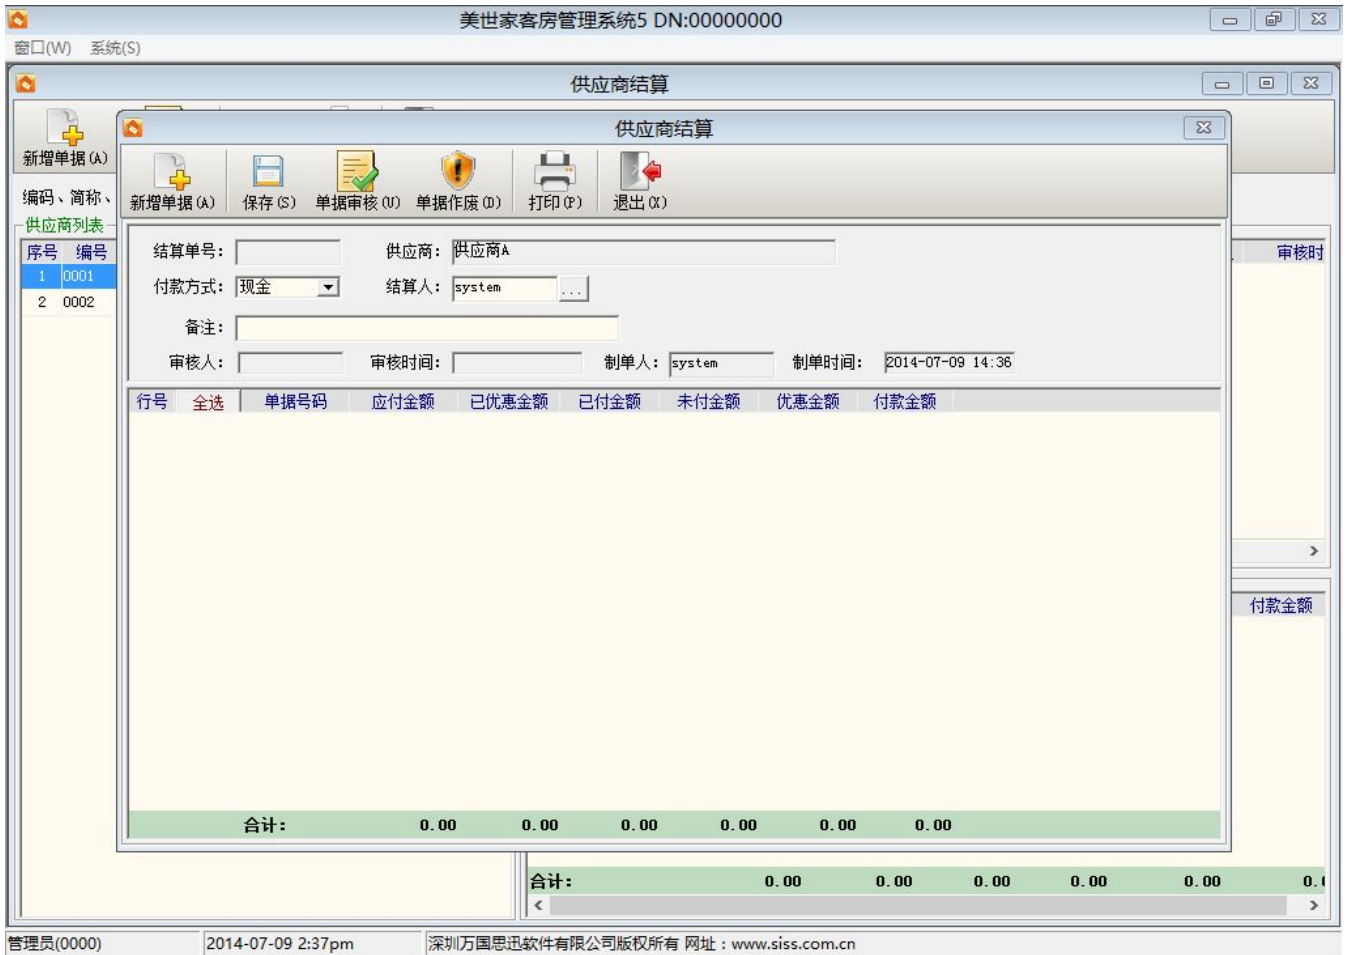 美世家客房管理系统5 DN:00000000
窗口(W) 系统(S)
供应商结算
新增单据(A)
编码、简称、
供应商列表
序号 编号
1 0001
2 0002
供应商结算
新增单据(A) 保存(S) 单据审核(U) 单据作废(D) 打印(P) 退出(X)
结算单号： 供应商： 供应商A
付款方式： 现金 结算人： system ...
备注：
审核人： 审核时间： 制单人： system 制单时间： 2014-07-09 14:36
行号 全选 单据号码 应付金额 已优惠金额 已付金额 未付金额 优惠金额 付款金额
合计： 0.00 0.00 0.00 0.00 0.00 0.00
审核时
付款金额
合计： 0.00 0.00 0.00 0.00 0.00 0.
管理员(0000) 2014-07-09 2:37pm 深圳万国思迅软件有限公司版权所有 网址：www.siss.com.cn